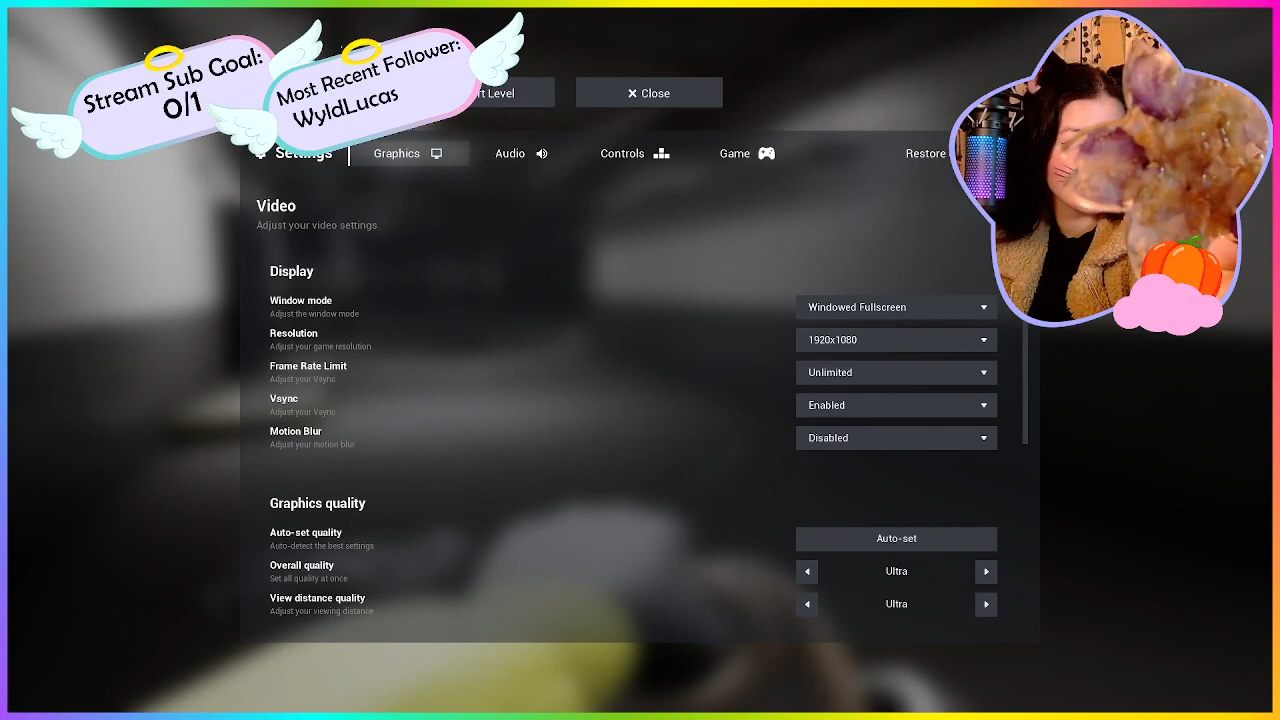 Stream Sub Goal:
0/1
Most Recent Follower:
WyldLucas
Level
Close
Settings
Graphics
Audio
Controls
Game
Restore
Video
Adjust your video settings
Display
Window mode
Adjust the window mode
Windowed Fullscreen
Resolution
Adjust your game resolution
1920x1080
Frame Rate Limit
Adjust your Vsync
Unlimited
Vsync
Adjust your Vsync
Enabled
Motion Blur
Adjust your motion blur
Disabled
Graphics quality
Auto-set quality
Auto-detect the best settings
Auto-set
Overall quality
Set all quality at once
Ultra
View distance quality
Adjust your viewing distance
Ultra